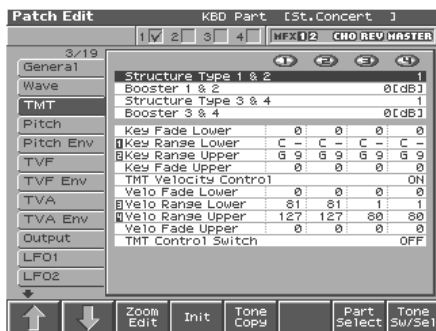 Patch Edit KBD Part [St.Concert ]
1 2 3 4 MFX 1 2 CHO REV MASTER
3/19
General
Wave
TMT
Pitch
Pitch Env
TVF
TVF Env
TVA
TVA Env
Output
LFO1
LFO2
1 2 3 4
Structure Type 1 & 2 1
Booster 1 & 2 0[dB]
Structure Type 3 & 4 1
Booster 3 & 4 0[dB]
Key Fade Lower 0 0 0 0
1 Key Range Lower C - C - C - C -
2 Key Range Upper G 9 G 9 G 9 G 9
Key Fade Upper 0 0 0 0
TMT Velocity Control ON
Velo Fade Lower 0 0 0 0
3 Velo Range Lower 81 81 1 1
4 Velo Range Upper 127 127 80 80
Velo Fade Upper 0 0 0 0
TMT Control Switch OFF
Zoom Edit Init Tone Copy Part Select Tone Sw/Sel